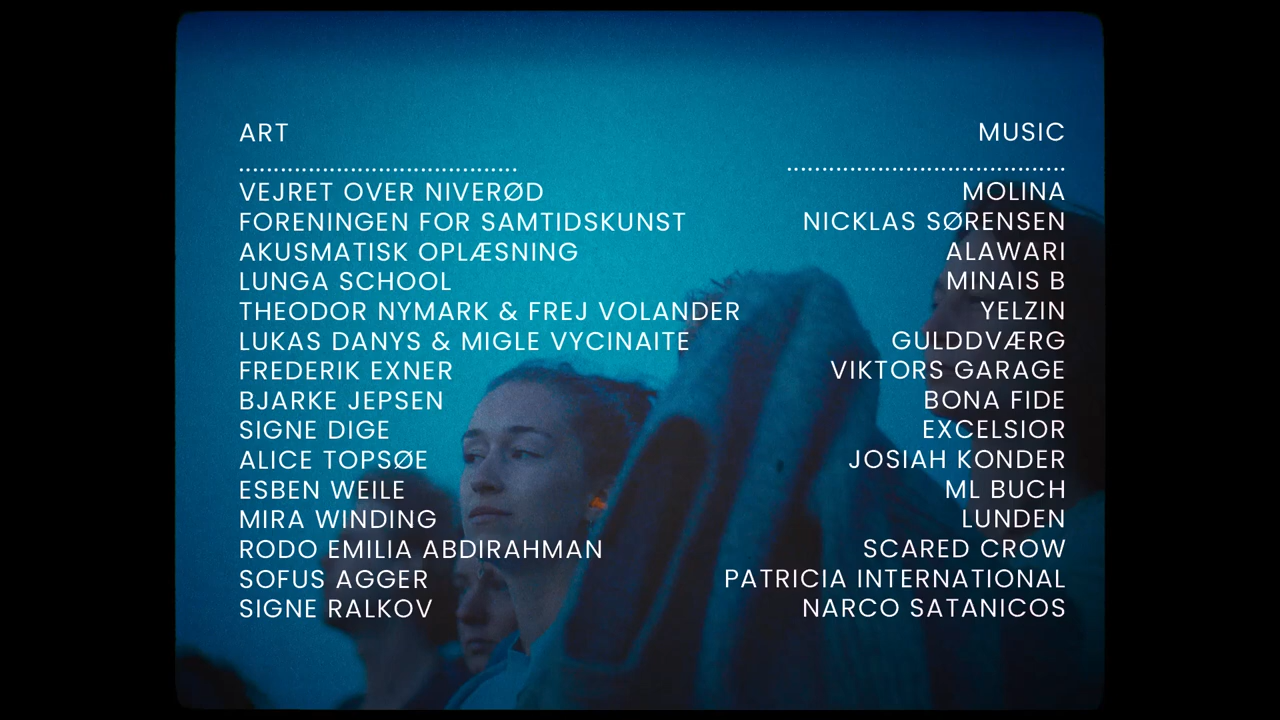 ART
VEJRET OVER NIVERØD
FORENINGEN FOR SAMTIDSKUNST
AKUSMATISK OPLÆSNING
LUNGA SCHOOL
THEODOR NYMARK & FREJ VOLANDER
LUKAS DANYS & MIGLE VYCINAITE
FREDERIK EXNER
BJARKE JEPSEN
SIGNE DIGE
ALICE TOPSØE
ESBEN WEILE
MIRA WINDING
RODO EMILIA ABDIRAHMAN
SOFUS AGGER
SIGNE RALKOV
MUSIC
MOLINA
NICKLAS SØRENSEN
ALAWARI
MINAIS B
YELZIN
GULDDVÆRG
VIKTORS GARAGE
BONA FIDE
EXCELSIOR
JOSIAH KONDER
ML BUCH
LUNDEN
SCARED CROW
PATRICIA INTERNATIONAL
NARCO SATANICOS